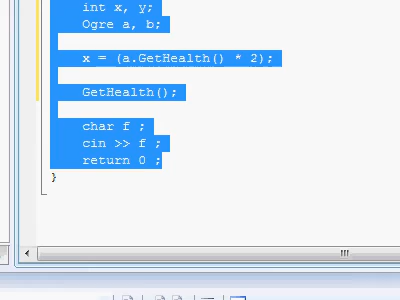 int x, y;
Ogre a, b;
x = (a.GetHealth() * 2);
GetHealth();
char f ;
cin >> f ;
return 0 ;
}